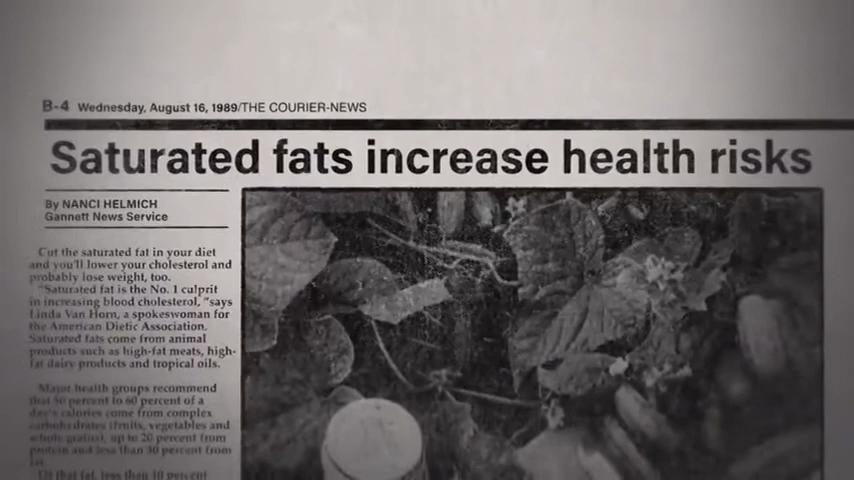 B-4 Wednesday, August 16, 1989/THE COURIER-NEWS
Saturated fats increase health risks
By NANCI HELMICH
Gannett News Service
Cut the saturated fat in your diet
and you'll lower your cholesterol and
probably lose weight, too.
"Saturated fat is the No. 1 culprit
in increasing blood cholesterol, "says
Linda Van Horn, a spokeswoman for
the American Dietic Association.
Saturated fats come from animal
products such as high-fat meats, high-
fat dairy products and tropical oils.
Major health groups recommend
that 50 percent to 60 percent of a
day's calories come from complex
carbohydrates (fruits, vegetables and
whole grains), up to 20 percent from
protein and less than 30 percent from
fat.
Of that fat, less than 10 percent